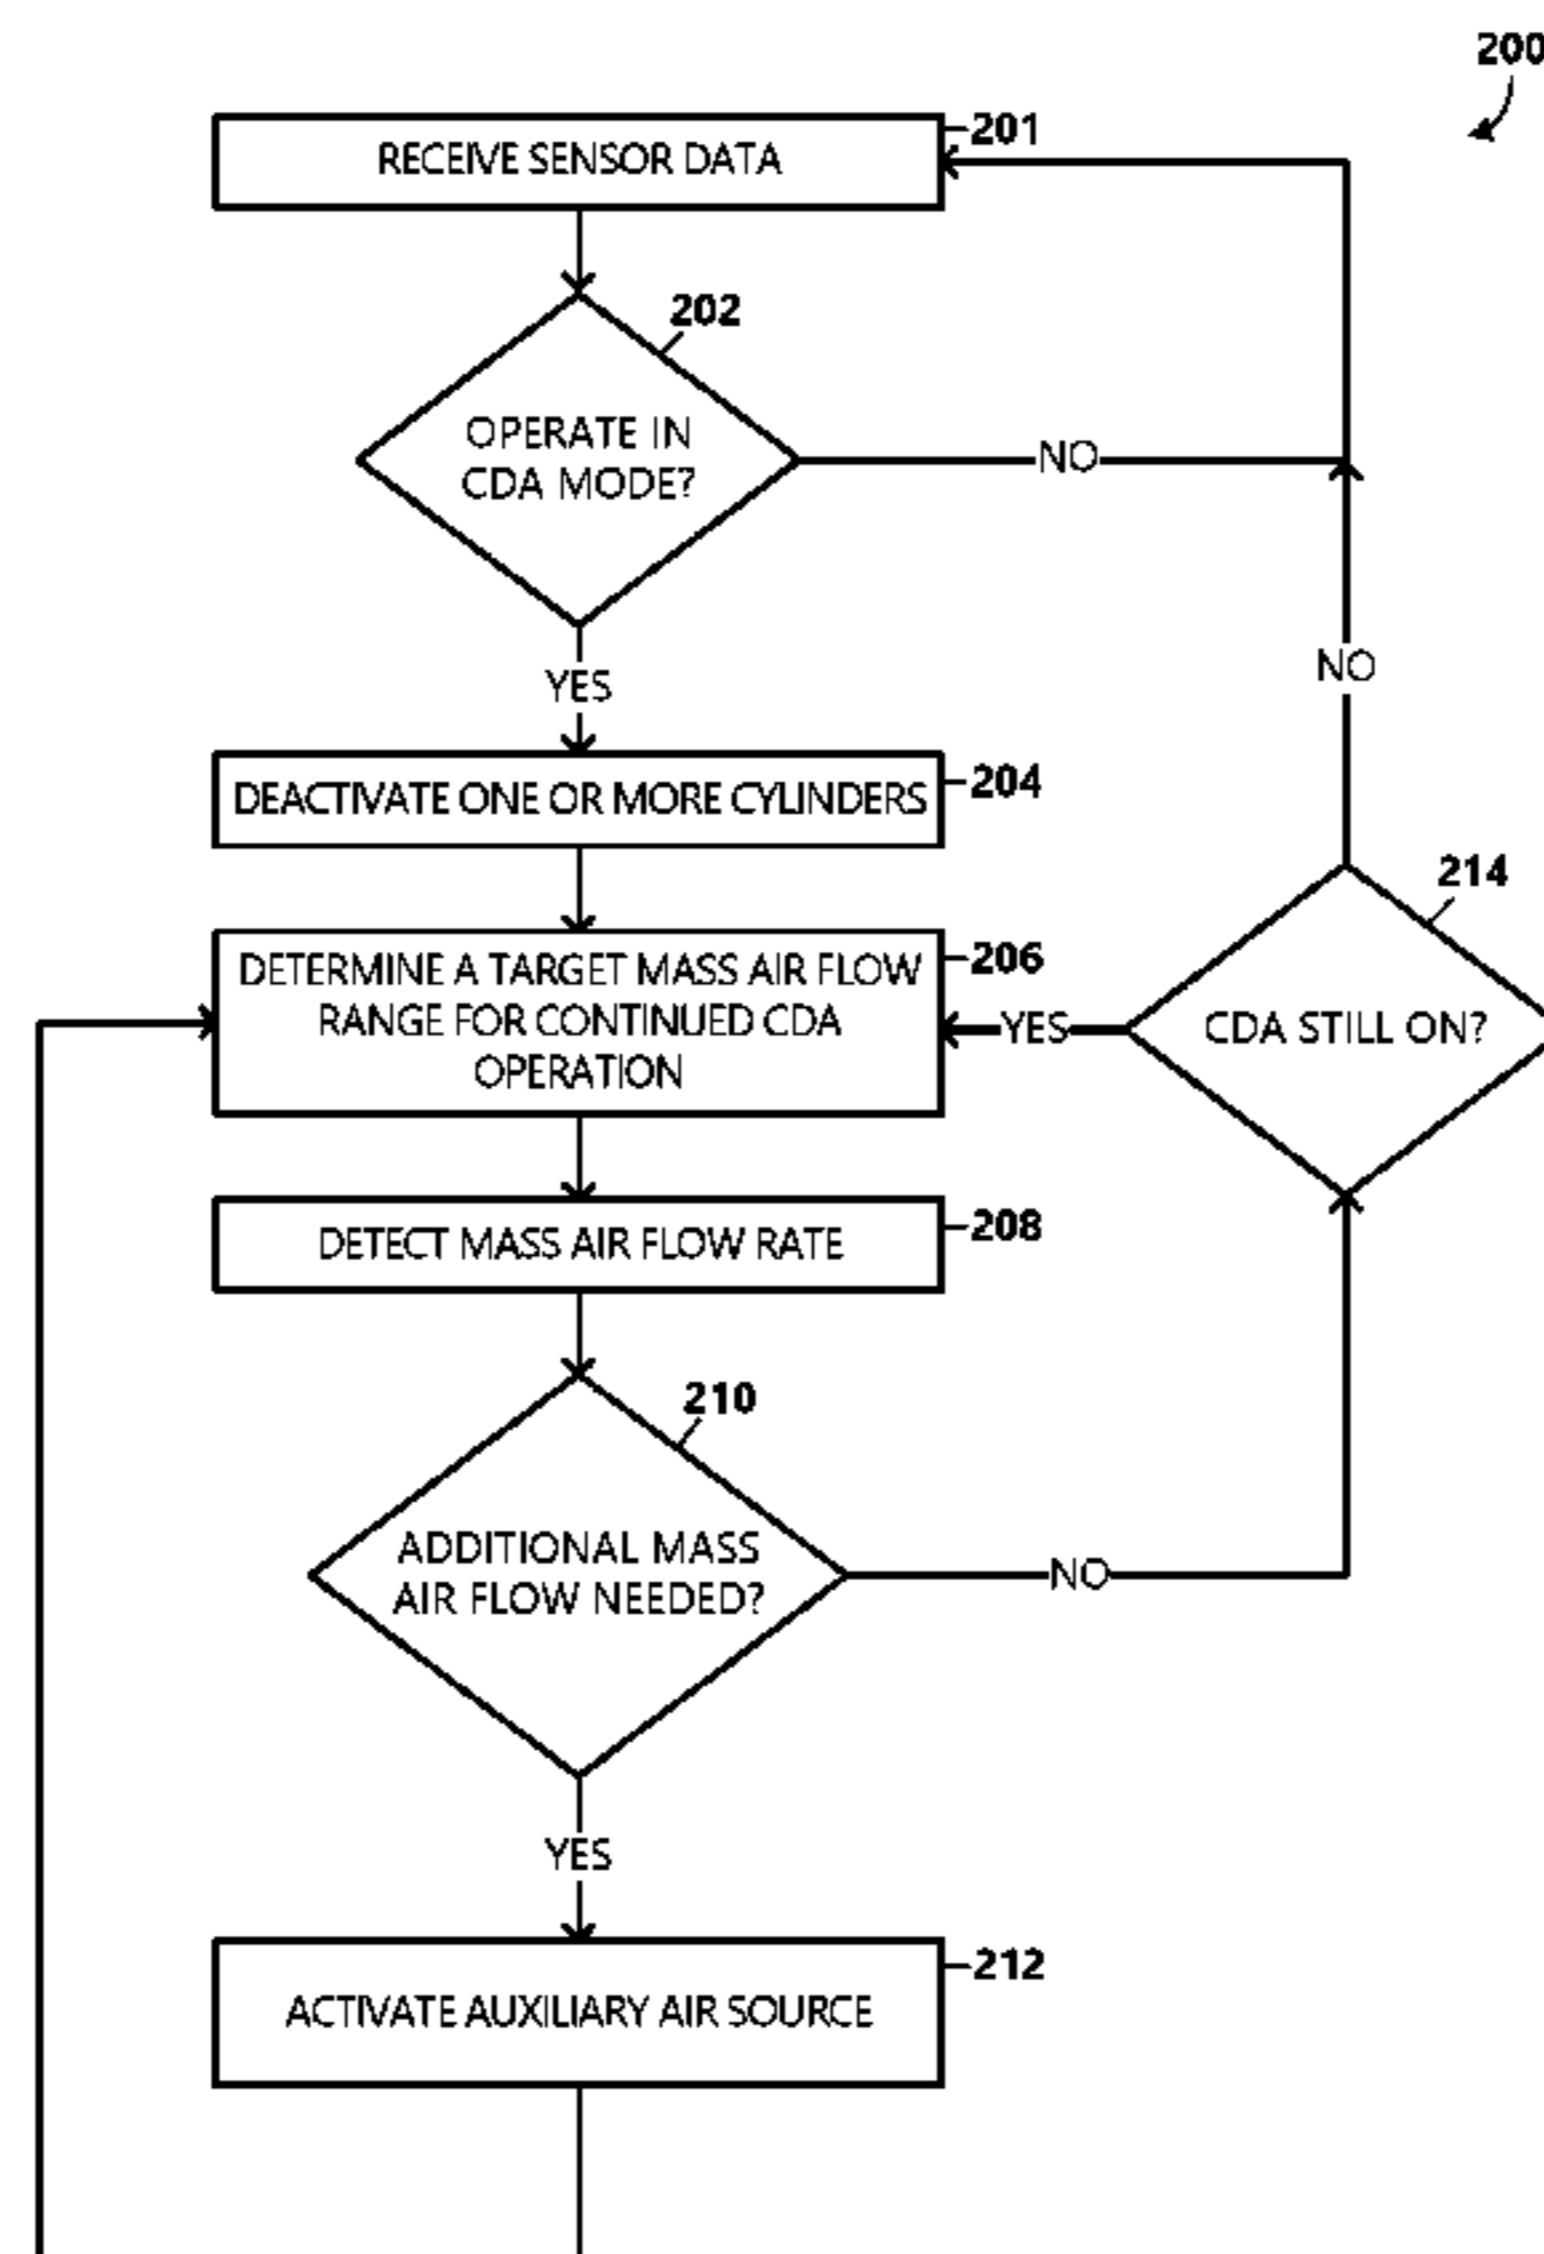 200
RECEIVE SENSOR DATA
201
202
OPERATE IN
CDA MODE?
NO
YES
NO
DEACTIVATE ONE OR MORE CYLINDERS
204
214
DETERMINE A TARGET MASS AIR FLOW
RANGE FOR CONTINUED CDA
OPERATION
206
YES
CDA STILL ON?
DETECT MASS AIR FLOW RATE
208
210
ADDITIONAL MASS
AIR FLOW NEEDED?
NO
YES
ACTIVATE AUXILIARY AIR SOURCE
212